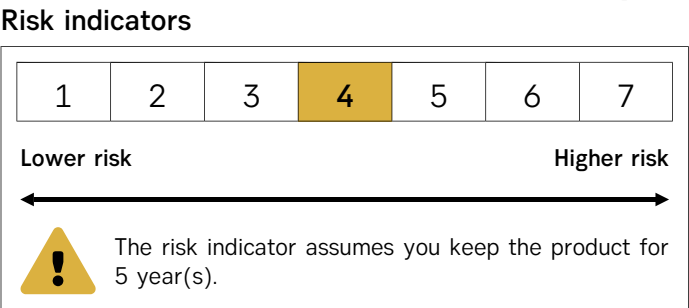 Risk indicators
1 2 3 4 5 6 7
Lower risk Higher risk
The risk indicator assumes you keep the product for
5 year(s).